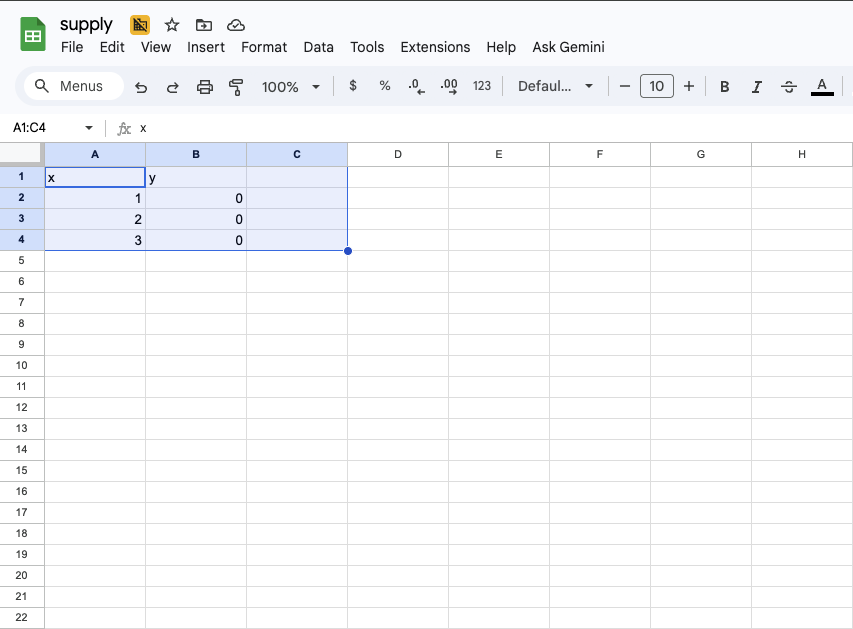 supply
File Edit View Insert Format Data Tools Extensions Help Ask Gemini
Menus 100% $ % .0 .00 123 Defaul... − 10 + B I S A
A1:C4 fx x
A B C D E F G H
1 x y
2 1 0
3 2 0
4 3 0
5
6
7
8
9
10
11
12
13
14
15
16
17
18
19
20
21
22